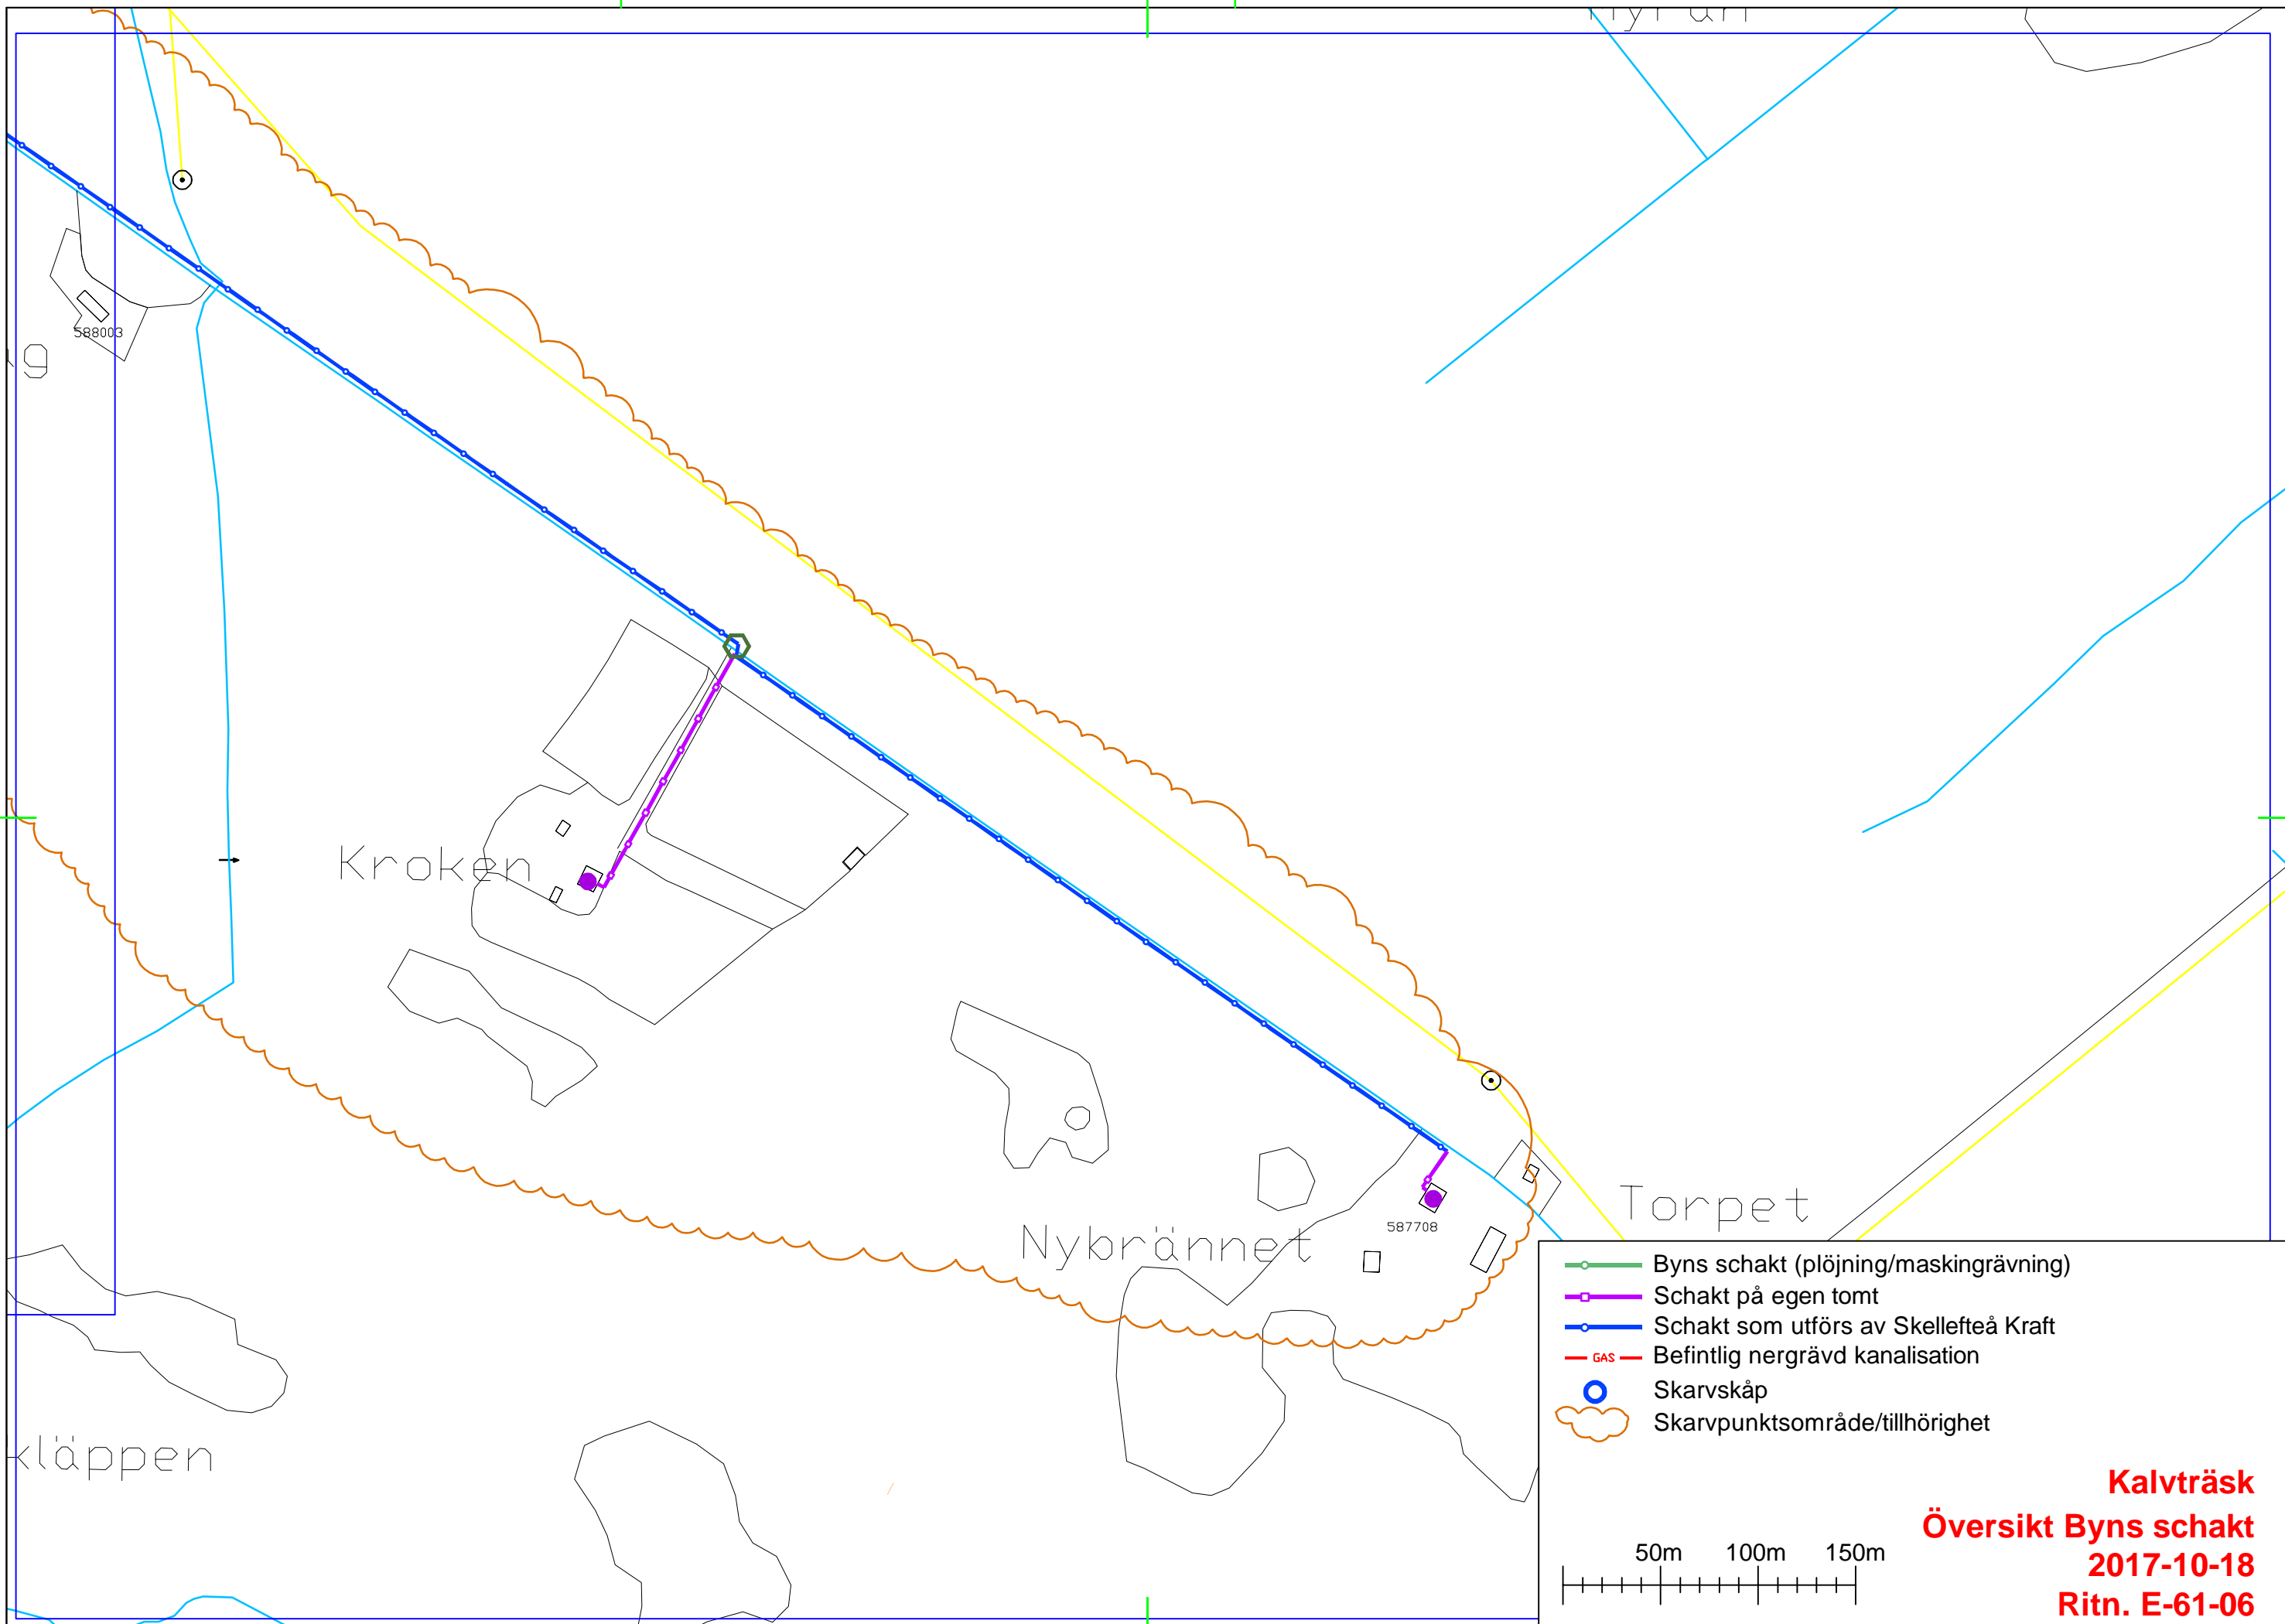 588003
Kroken
Nybrännet
587708
Torpet
kläppen
Byns schakt (plöjning/maskingrävning)
Schakt på egen tomt
Schakt som utförs av Skellefteå Kraft
GAS
Befintlig nergrävd kanalisation
Skarvskåp
Skarvpunktsområde/tillhörighet
50m 100m 150m
Kalvträsk
Översikt Byns schakt
2017-10-18
Ritn. E-61-06